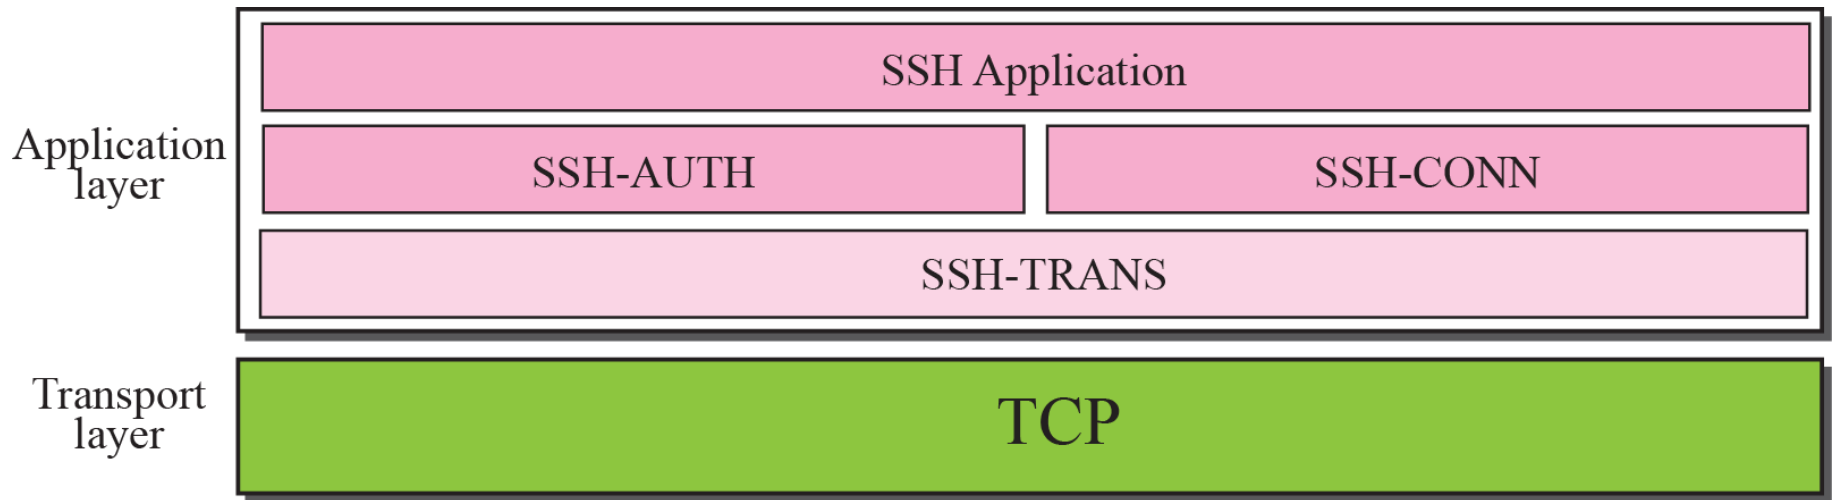 SSH Application
Application
layer
SSH-AUTH
SSH-CONN
SSH-TRANS
Transport
layer
TCP